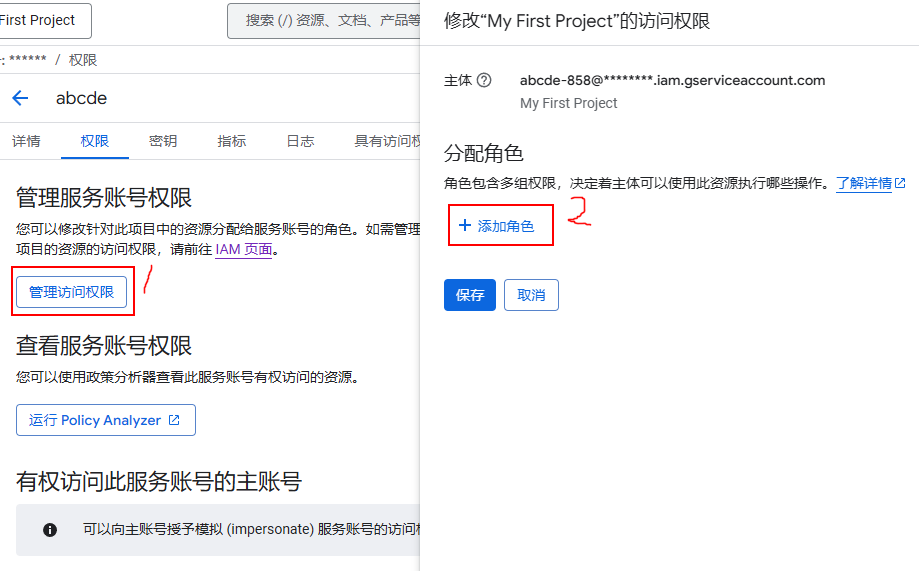 First Project
搜索 (/) 资源、文档、产品等
: ****** / 权限
abcde
详情 权限 密钥 指标 日志 具有访问权
管理服务账号权限
您可以修改针对此项目中的资源分配给服务账号的角色。如需管理
项目的资源的访问权限，请前往 IAM 页面。
管理访问权限
1
查看服务账号权限
您可以使用政策分析器查看此服务账号有权访问的资源。
运行 Policy Analyzer
有权访问此服务账号的主账号
可以向主账号授予模拟 (impersonate) 服务账号的访问权
修改“My First Project”的访问权限
主体 abcde-858@********.iam.gserviceaccount.com
My First Project
分配角色
角色包含多组权限，决定着主体可以使用此资源执行哪些操作。了解详情
+ 添加角色
2
保存 取消